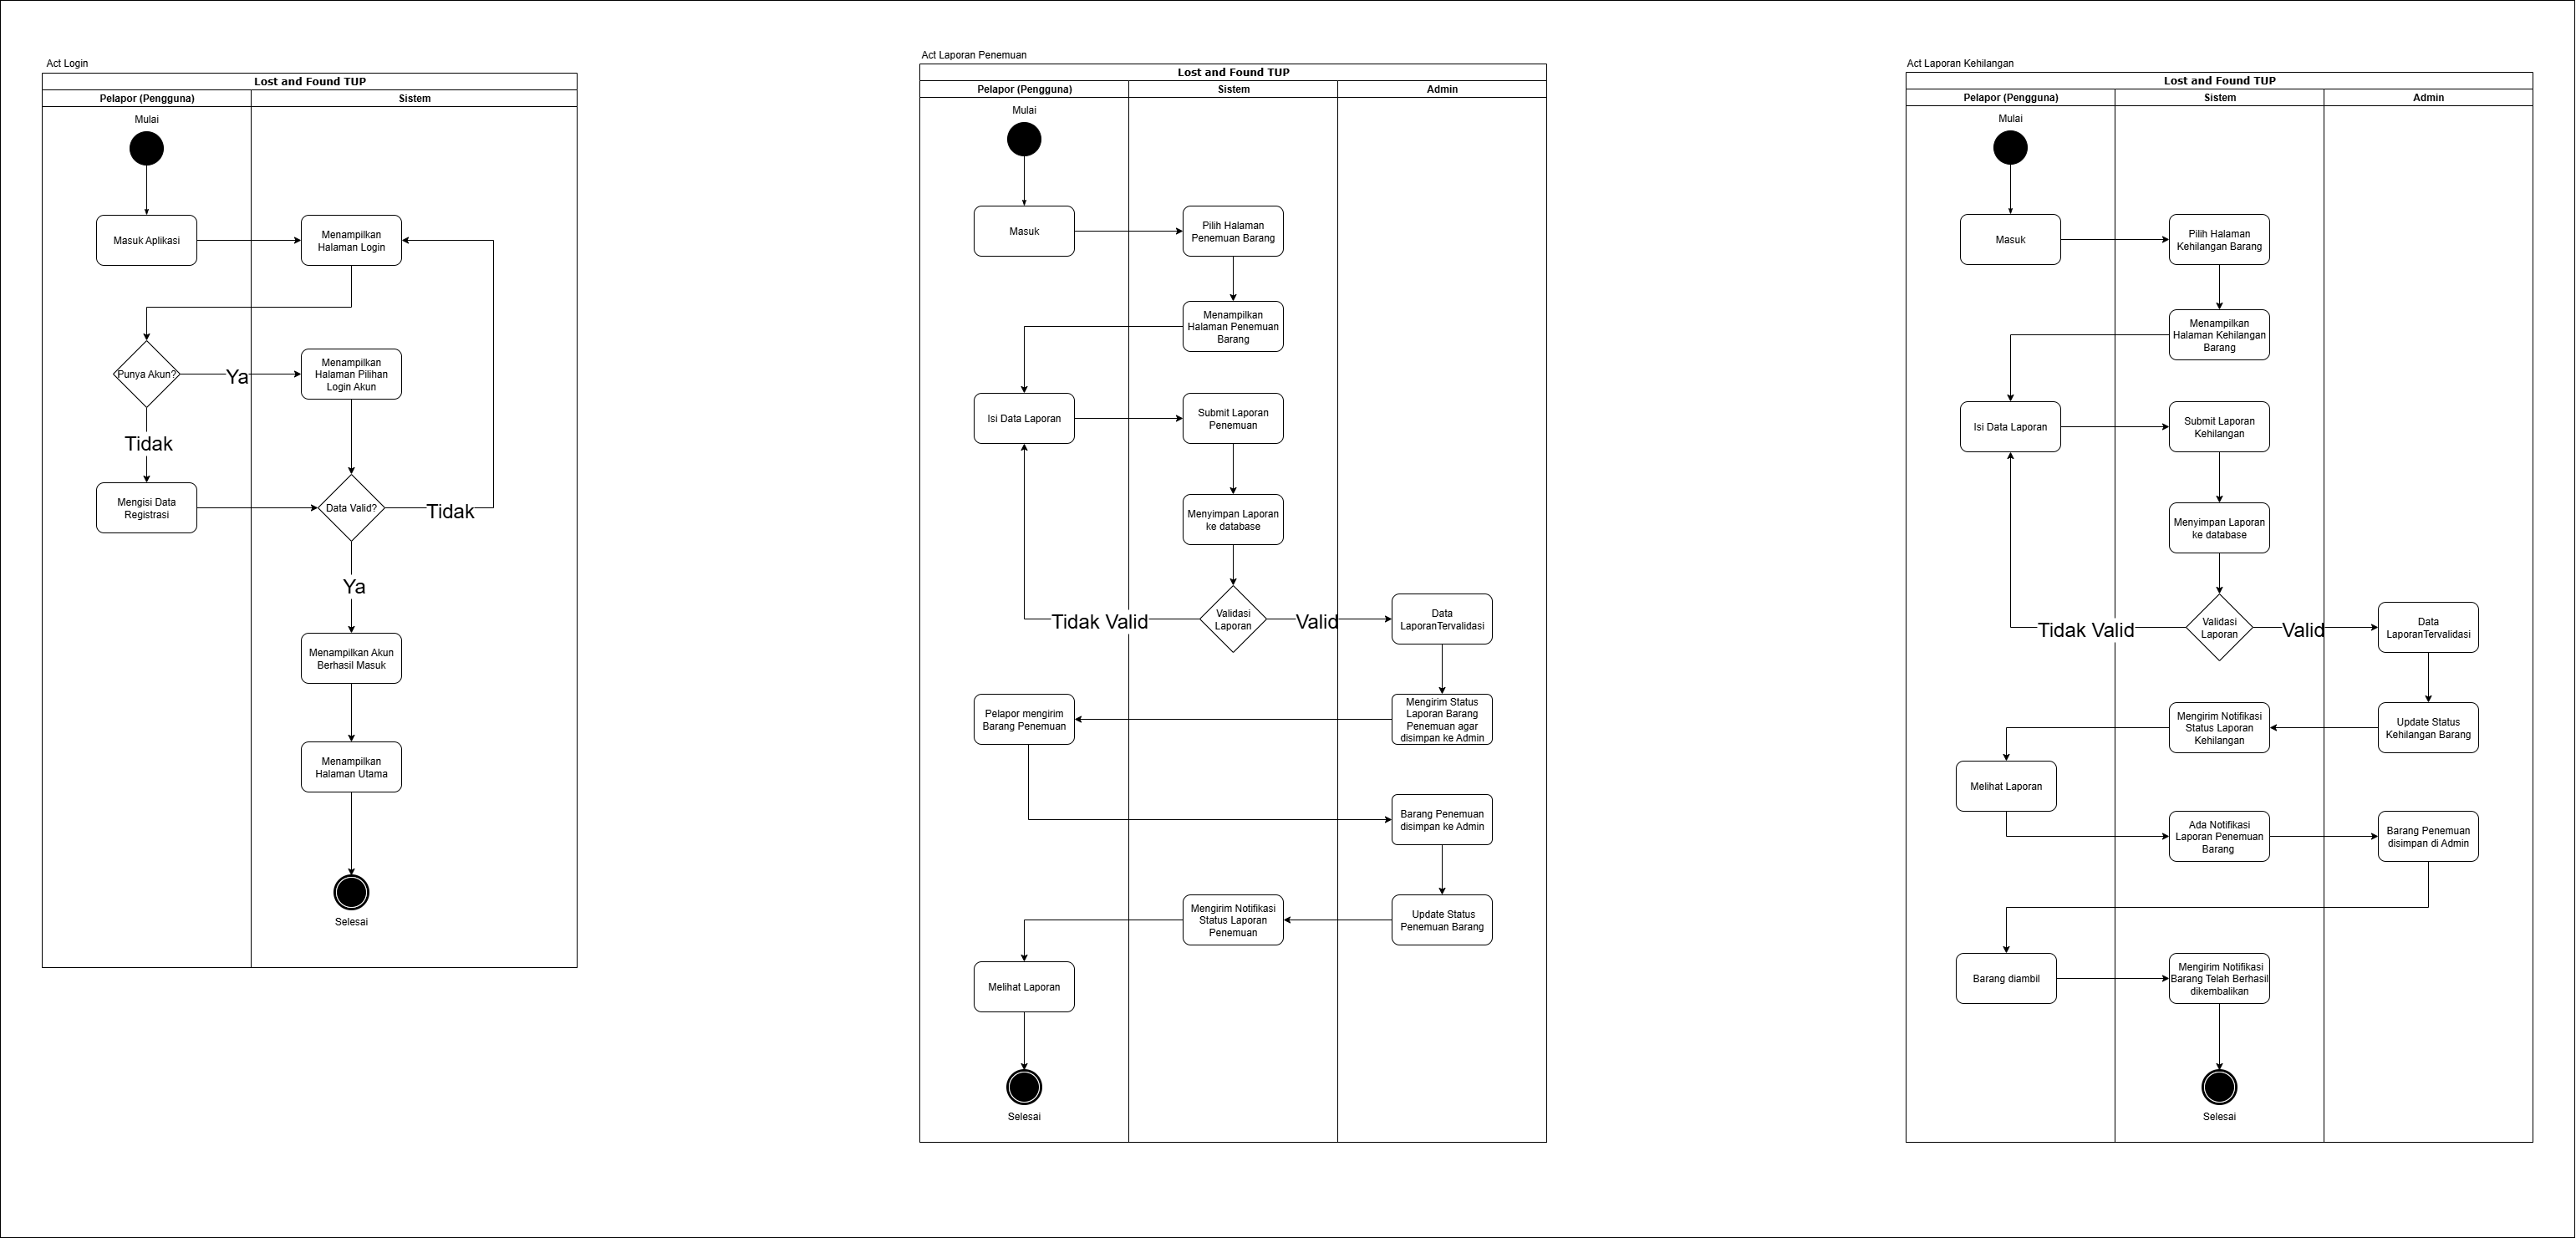 Act Login
Lost and Found TUP
Pelapor (Pengguna)
Sistem
Mulai
Masuk Aplikasi
Menampilkan
Halaman Login
Punya Akun?
Ya
Menampilkan
Halaman Pilihan
Login Akun
Tidak
Mengisi Data
Registrasi
Data Valid?
Tidak
Ya
Menampilkan Akun
Berhasil Masuk
Menampilkan
Halaman Utama
Selesai
Act Laporan Penemuan
Lost and Found TUP
Pelapor (Pengguna)
Sistem
Admin
Mulai
Masuk
Pilih Halaman
Penemuan Barang
Menampilkan
Halaman Penemuan
Barang
Isi Data Laporan
Submit Laporan
Penemuan
Menyimpan Laporan
ke database
Tidak Valid
Validasi
Laporan
Valid
Data
LaporanTervalidasi
Pelapor mengirim
Barang Penemuan
Mengirim Status
Laporan Barang
Penemuan agar
disimpan ke Admin
Barang Penemuan
disimpan ke Admin
Mengirim Notifikasi
Status Laporan
Penemuan
Update Status
Penemuan Barang
Melihat Laporan
Selesai
Act Laporan Kehilangan
Lost and Found TUP
Pelapor (Pengguna)
Sistem
Admin
Mulai
Masuk
Pilih Halaman
Kehilangan Barang
Menampilkan
Halaman Kehilangan
Barang
Isi Data Laporan
Submit Laporan
Kehilangan
Menyimpan Laporan
ke database
Tidak Valid
Validasi
Laporan
Valid
Data
LaporanTervalidasi
Mengirim Notifikasi
Status Laporan
Kehilangan
Update Status
Kehilangan Barang
Melihat Laporan
Ada Notifikasi
Laporan Penemuan
Barang
Barang Penemuan
disimpan di Admin
Barang diambil
Mengirim Notifikasi
Barang Telah Berhasil
dikembalikan
Selesai